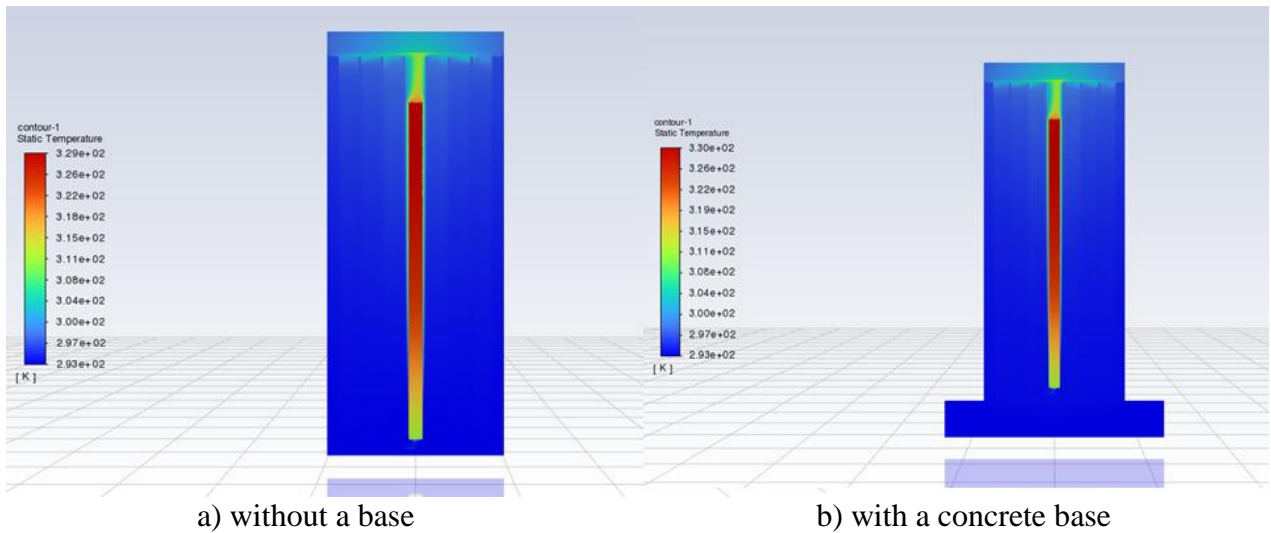 contour-1
Static Temperature
3.29e+02
3.26e+02
3.22e+02
3.18e+02
3.15e+02
3.11e+02
3.08e+02
3.04e+02
3.00e+02
2.97e+02
2.93e+02
[ K ]
contour-1
Static Temperature
3.30e+02
3.26e+02
3.22e+02
3.19e+02
3.15e+02
3.11e+02
3.08e+02
3.04e+02
3.00e+02
2.97e+02
2.93e+02
[ K ]
a) without a base
b) with a concrete base